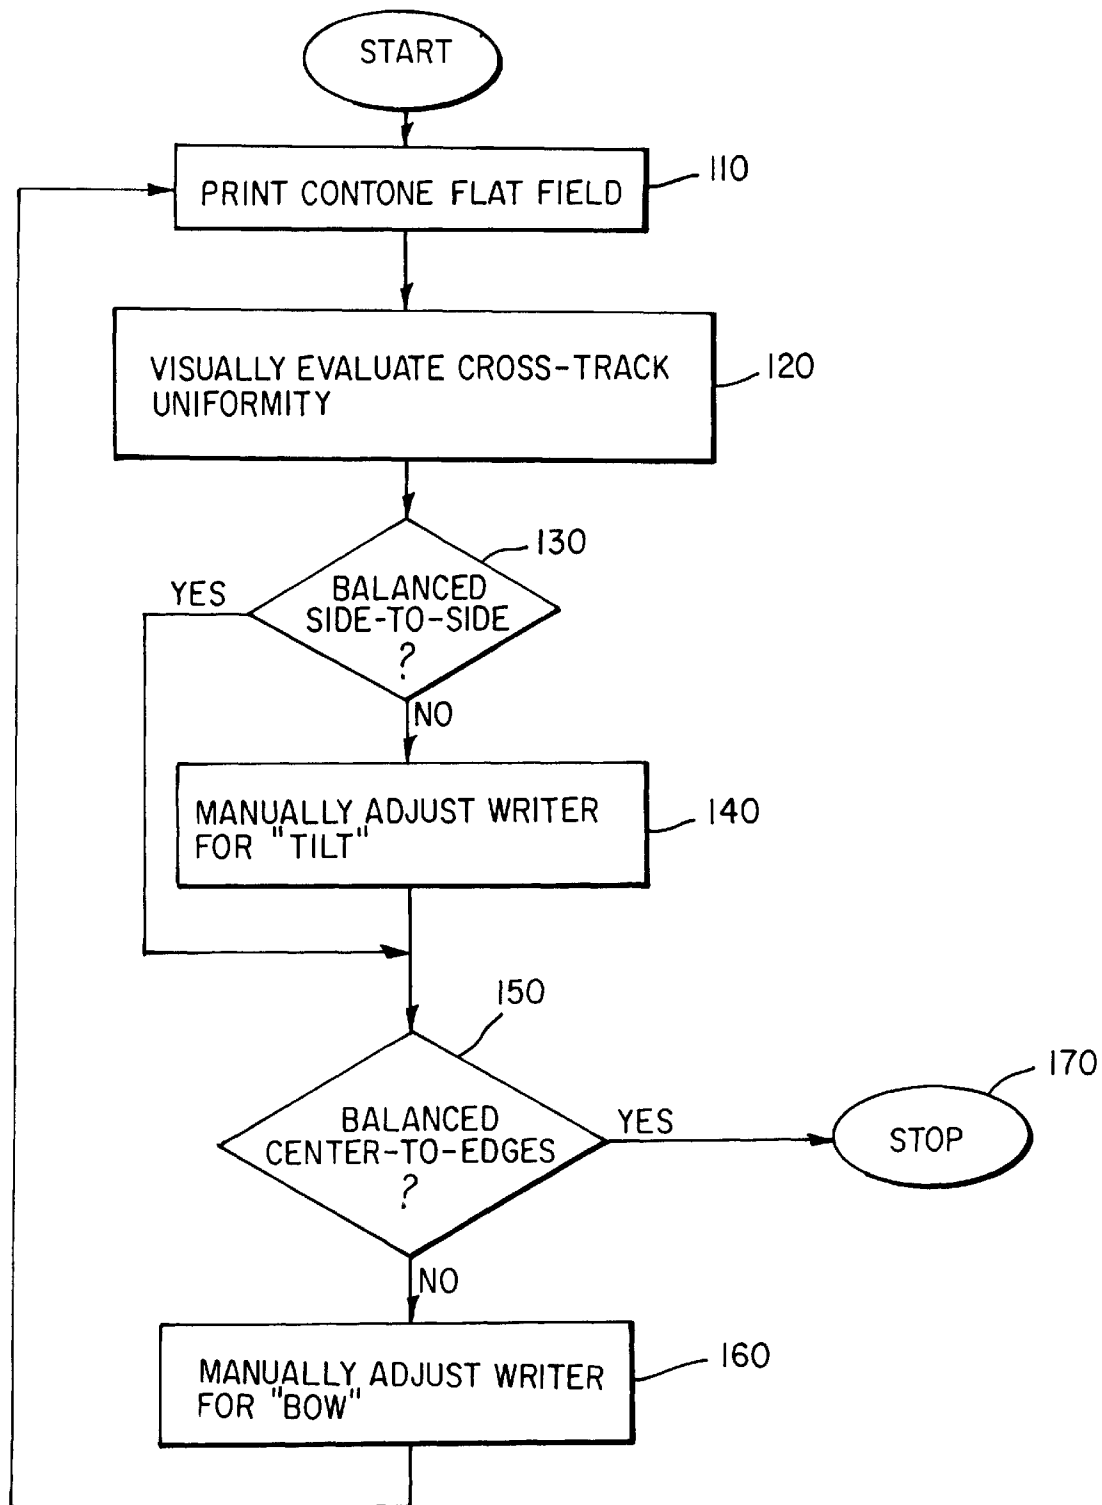 START
PRINT CONTONE FLAT FIELD
110
VISUALLY EVALUATE CROSS-TRACK
UNIFORMITY
120
130
YES
BALANCED
SIDE-TO-SIDE
?
NO
MANUALLY ADJUST WRITER
FOR "TILT"
140
150
BALANCED
CENTER-TO-EDGES
?
YES
170
STOP
NO
MANUALLY ADJUST WRITER
FOR "BOW"
160